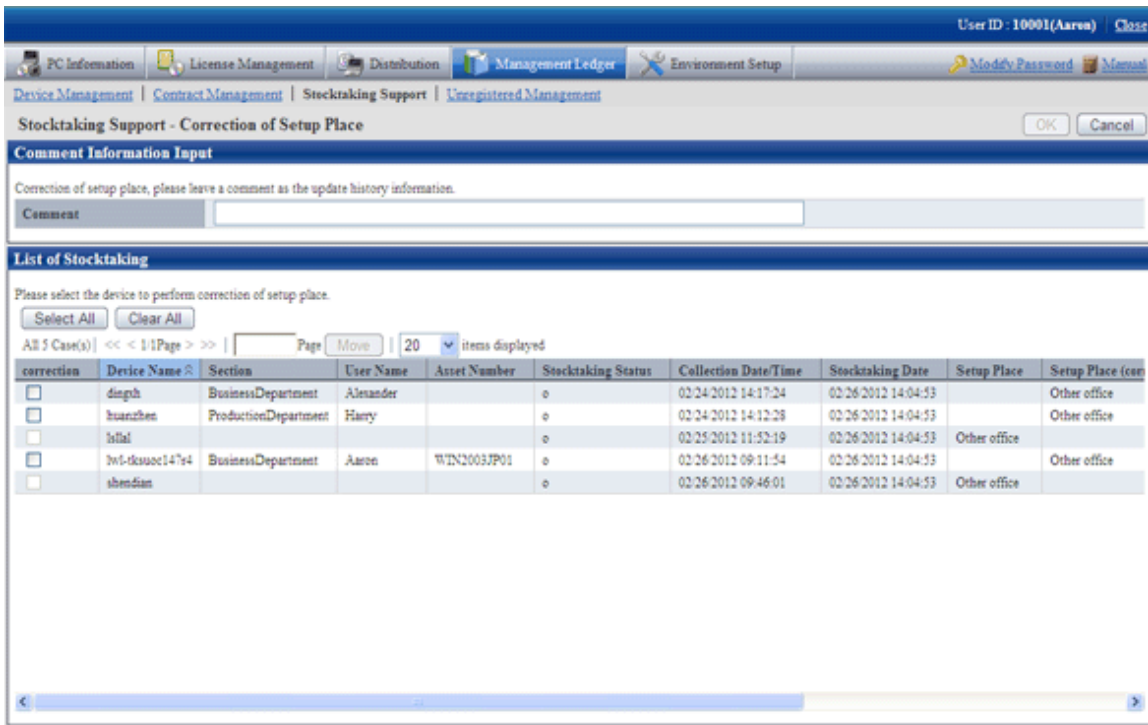 User ID : 10001(Aaron) Close
PC Information License Management Distribution Management Ledger Environment Setup Modify Password Manual
Device Management | Contract Management | Stocktaking Support | Unregistered Management
Stocktaking Support - Correction of Setup Place OK Cancel
Comment Information Input
Correction of setup place, please leave a comment as the update history information.
Comment
List of Stocktaking
Please select the device to perform correction of setup place.
Select All Clear All
All 5 Case(s) | << < 1/1Page > >> | Page Move | 20 items displayed
correction Device Name Section User Name Asset Number Stocktaking Status Collection Date/Time Stocktaking Date Setup Place Setup Place (con
BusinessDepartment Alexander o 02/24/2012 14:17:24 02/26/2012 14:04:53 Other office
huanzhen ProductionDepartment Harry o 02/24/2012 14:12:28 02/26/2012 14:04:53 Other office
o 02/25/2012 11:52:19 02/26/2012 14:04:53 Other office
BusinessDepartment Aaron WIN2003JP01 o 02/26/2012 09:11:54 02/26/2012 14:04:53 Other office
shendian o 02/26/2012 09:46:01 02/26/2012 14:04:53 Other office